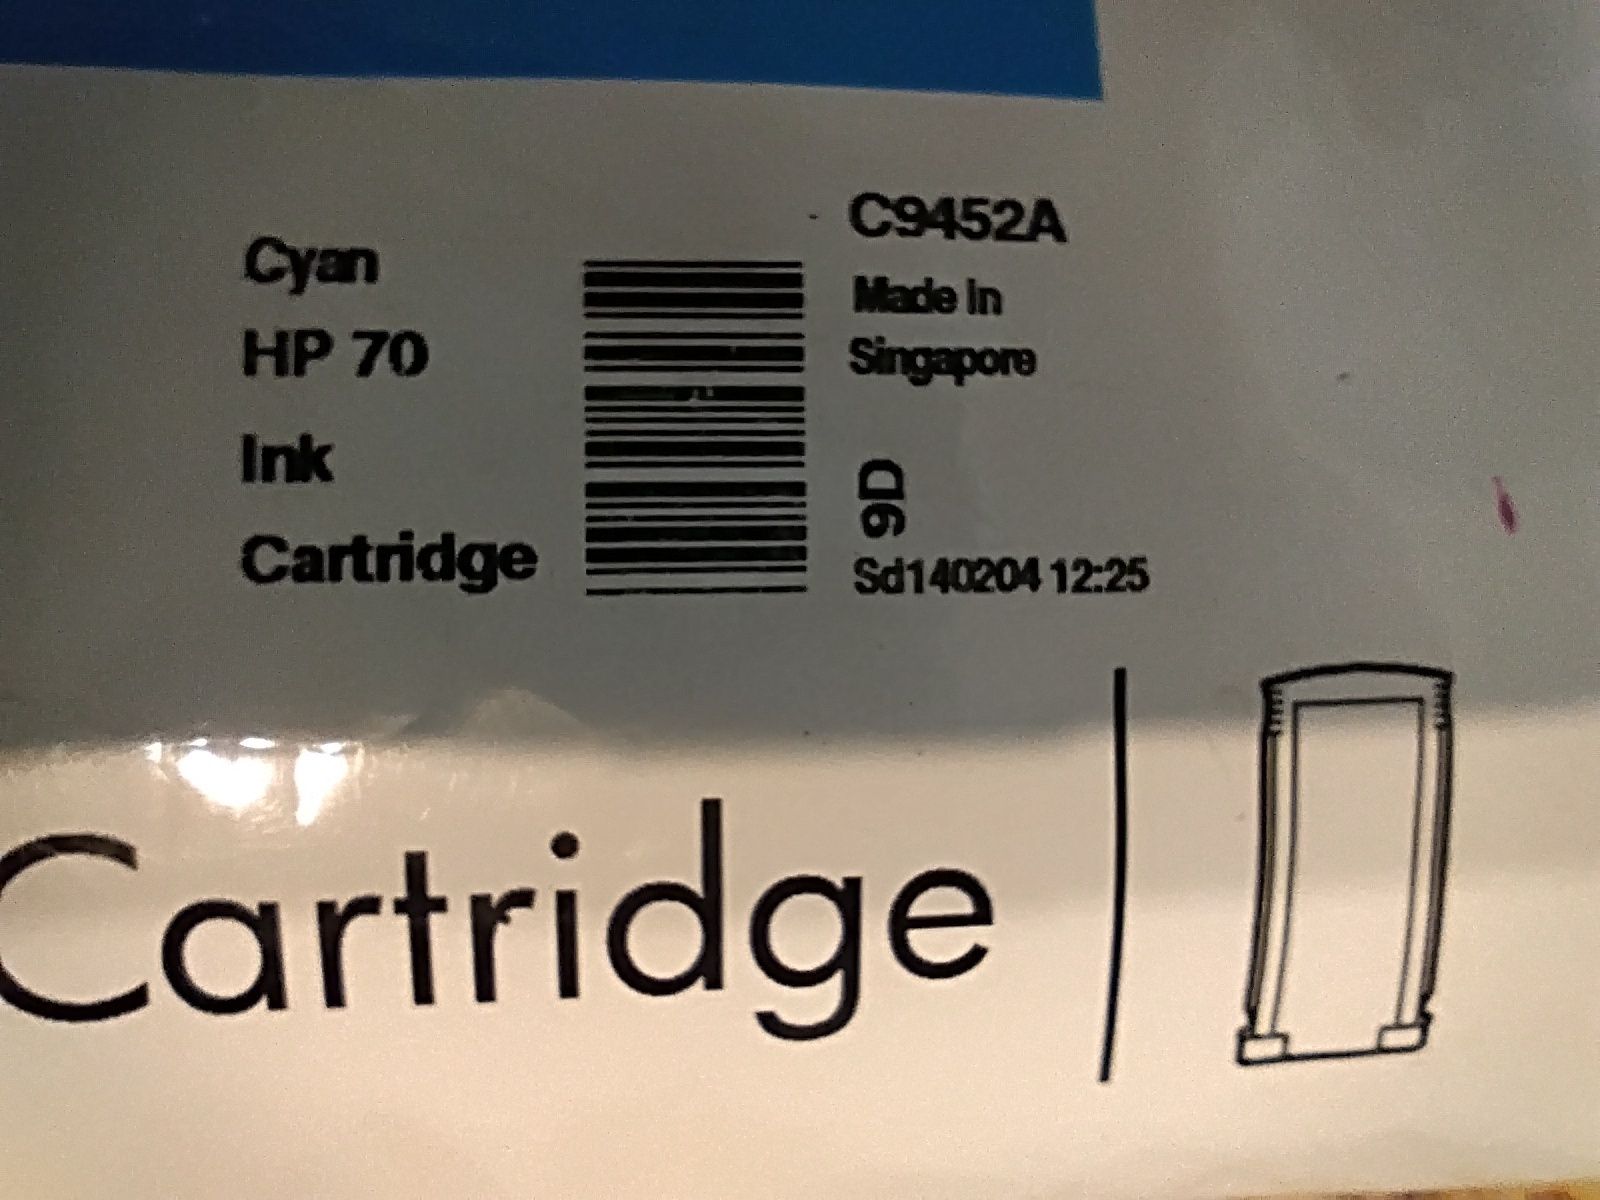 Cyan
HP 70
Ink
Cartridge
C9452A
Made In
Singapore
9D
Sd140204 12:25
Cartridge